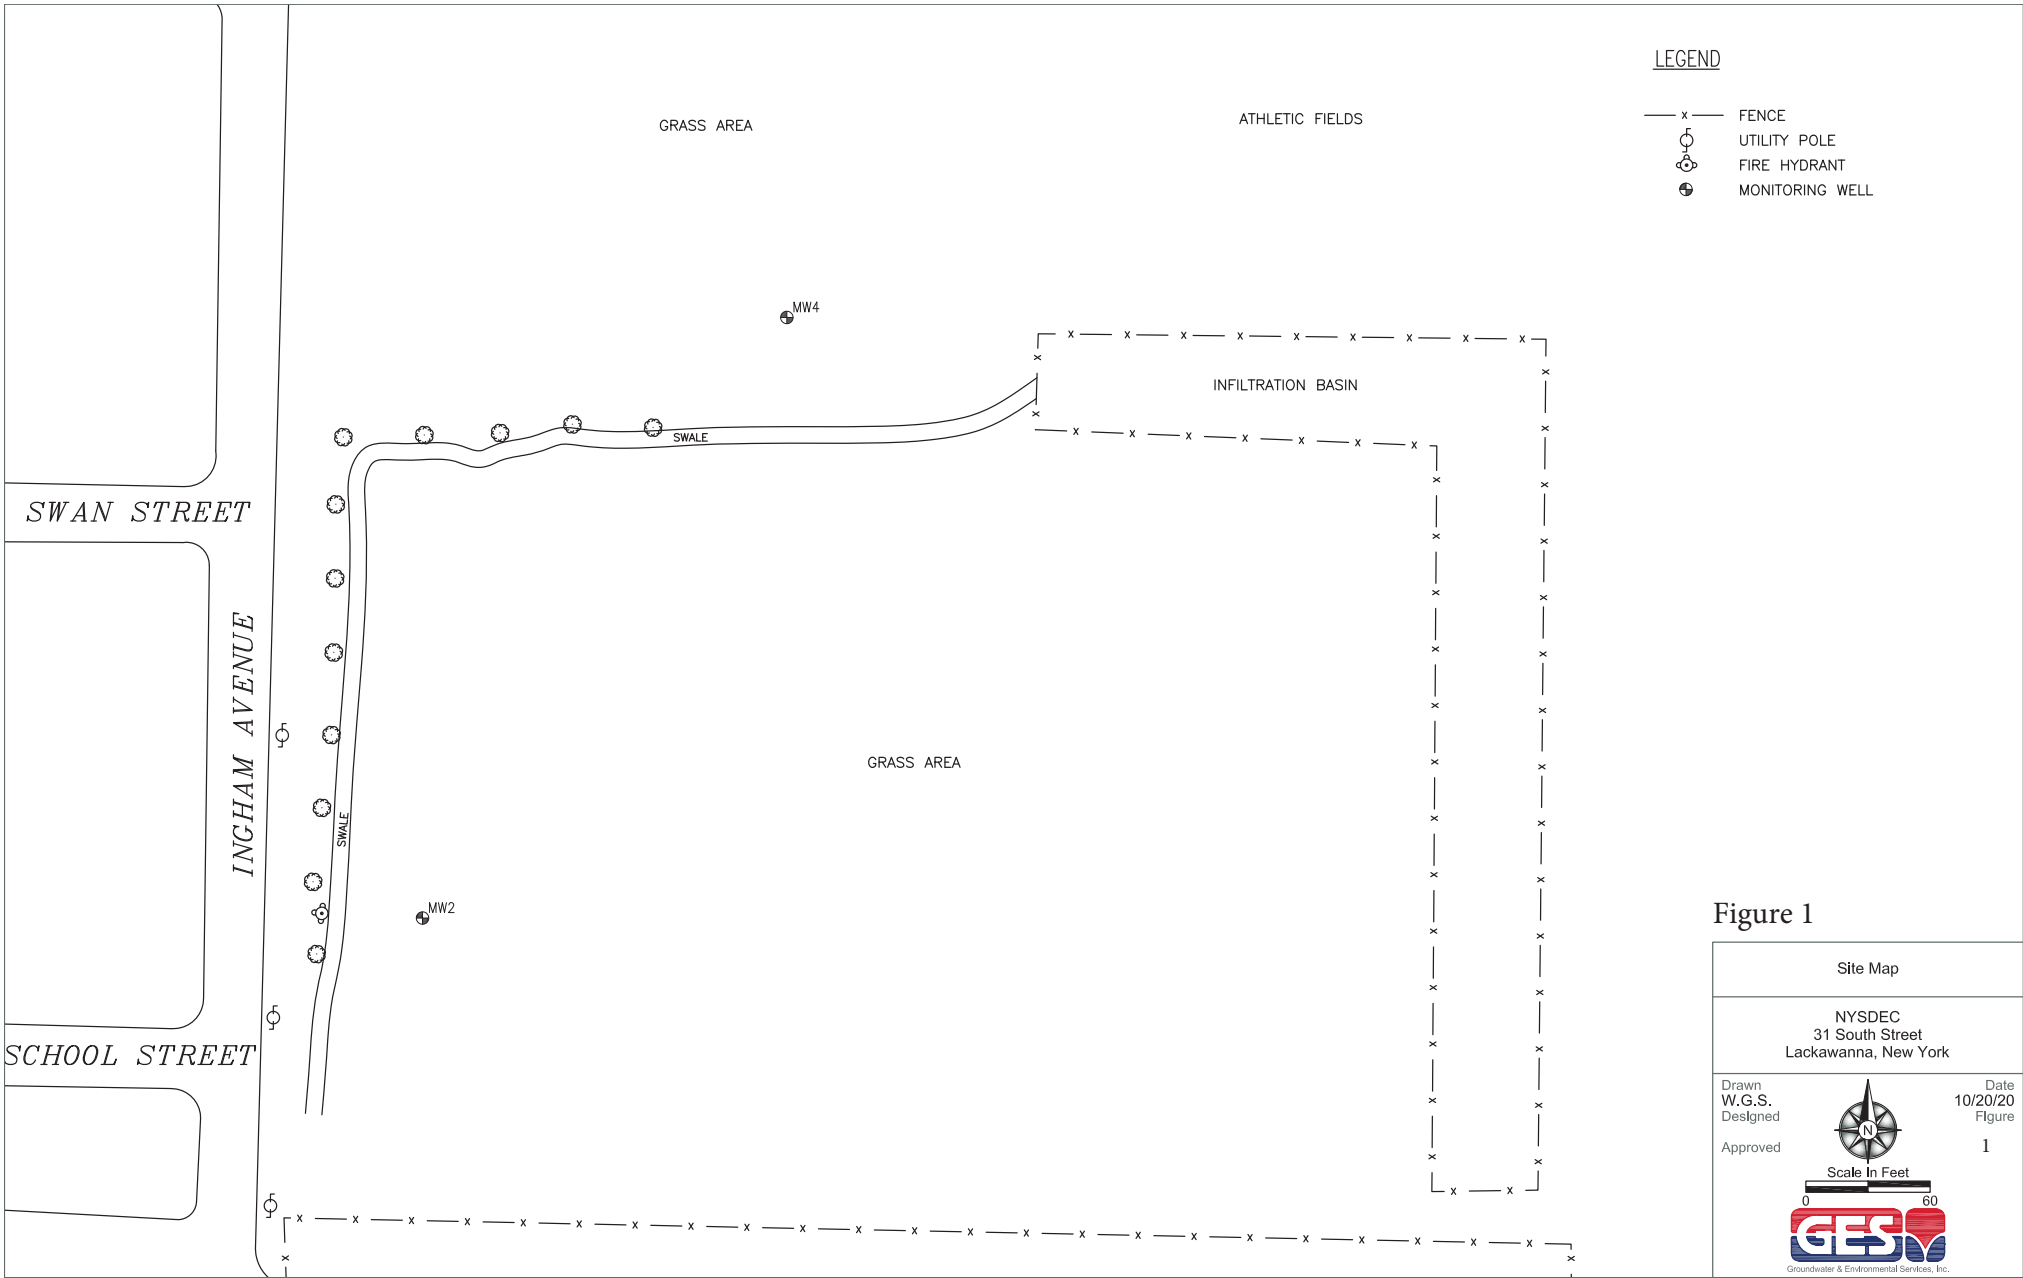 LEGEND
FENCE
UTILITY POLE
FIRE HYDRANT
MONITORING WELL
GRASS AREA
ATHLETIC FIELDS
MW4
INFILTRATION BASIN
SWALE
SWAN STREET
INGHAM AVENUE
GRASS AREA
SWALE
MW2
SCHOOL STREET
Figure 1
Site Map
NYSDEC
31 South Street
Lackawanna, New York
Drawn
W.G.S.
Designed
Approved
Date
10/20/20
Figure
1
N
Scale In Feet
0 60
GES
Groundwater & Environmental Services, Inc.